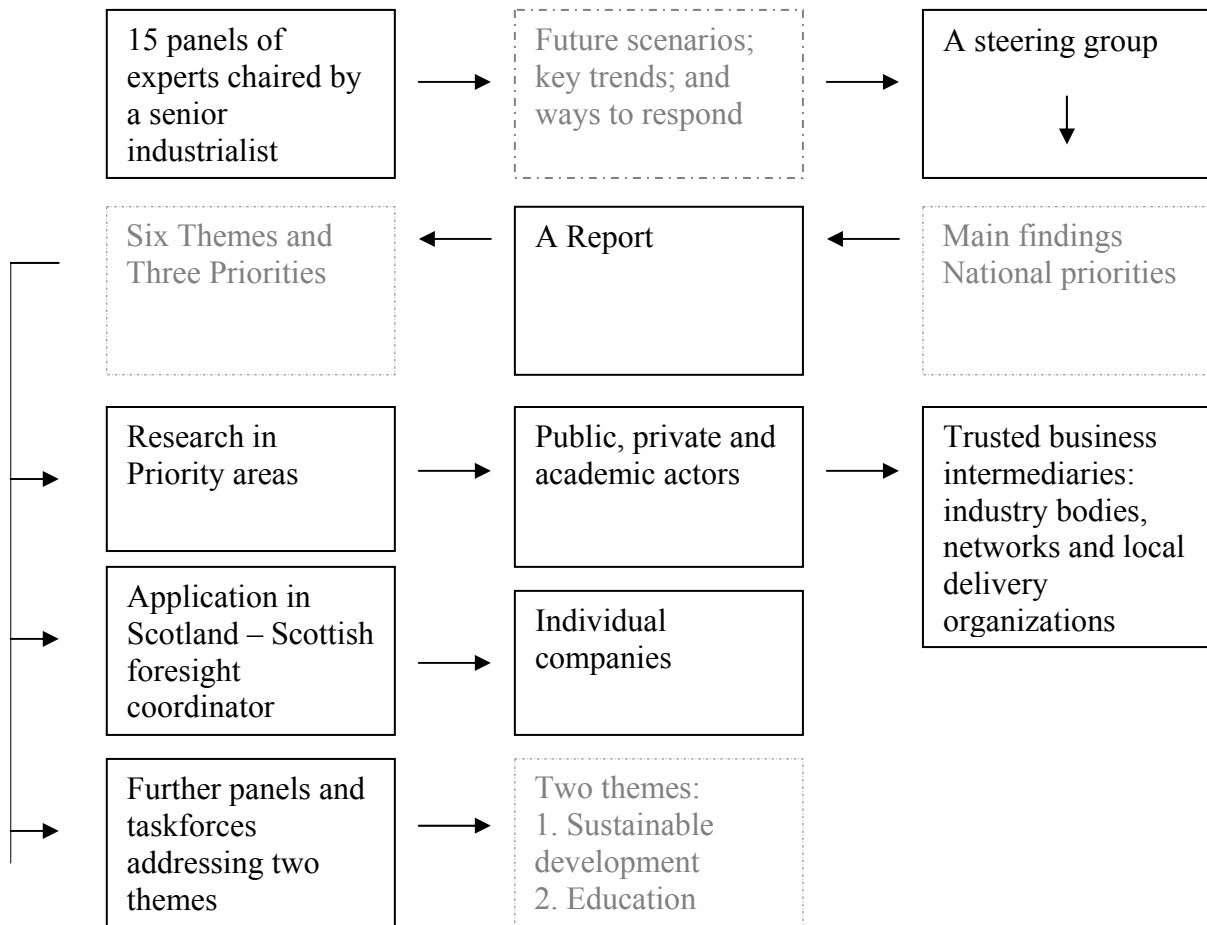 15 panels of
experts chaired by
a senior
industrialist
Future scenarios;
key trends; and
ways to respond
A steering group
Six Themes and
Three Priorities
A Report
Main findings
National priorities
Research in
Priority areas
Public, private and
academic actors
Trusted business
intermediaries:
industry bodies,
networks and local
delivery
organizations
Application in
Scotland – Scottish
foresight
coordinator
Individual
companies
Further panels and
taskforces
addressing two
themes
Two themes:
1. Sustainable
development
2. Education